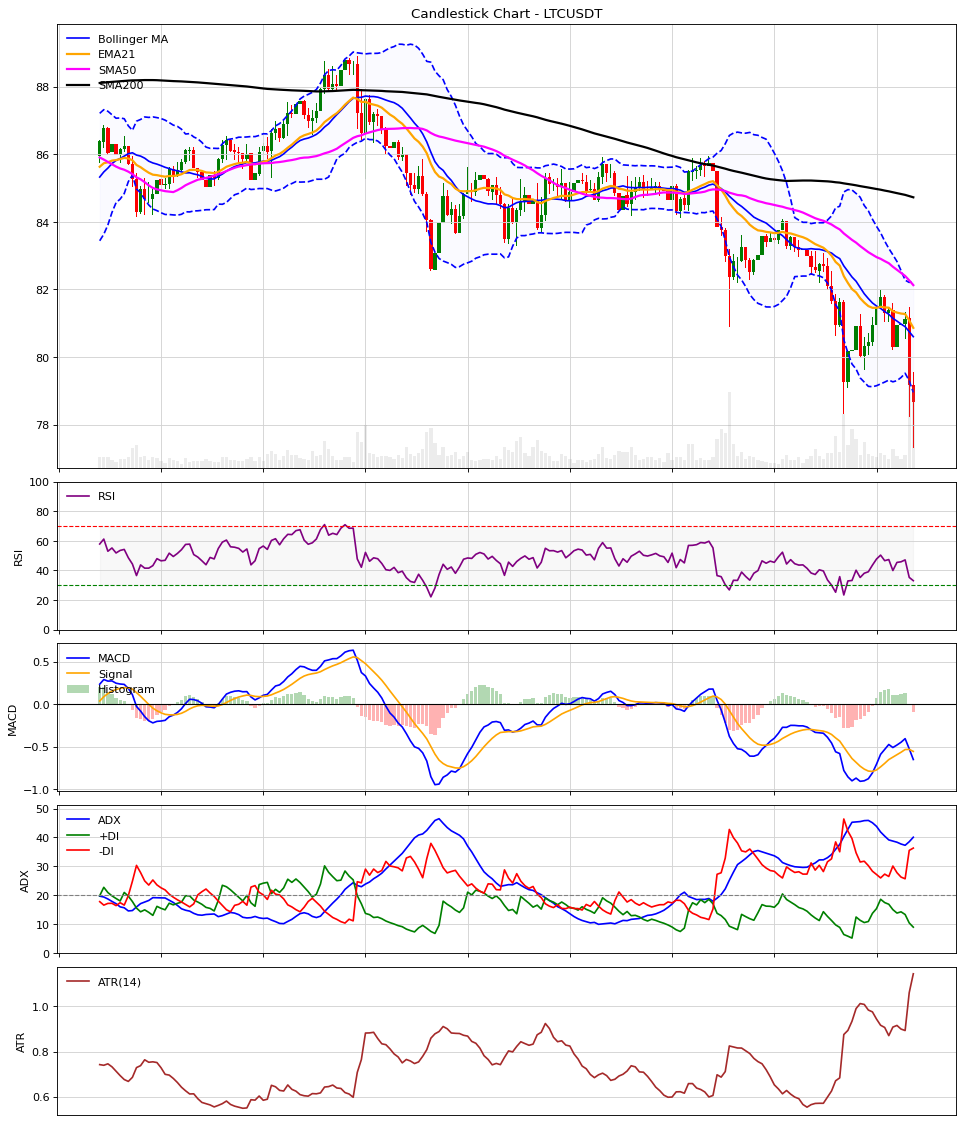 Candlestick Chart - LTCUSDT
Bollinger MA
EMA21
SMA50
SMA200
88
86
84
82
80
78
RSI
RSI
100
80
60
40
20
0
MACD
Signal
Histogram
MACD
0.5
0.0
−0.5
−1.0
ADX
+DI
-DI
ADX
50
40
30
20
10
0
ATR(14)
ATR
1.0
0.8
0.6